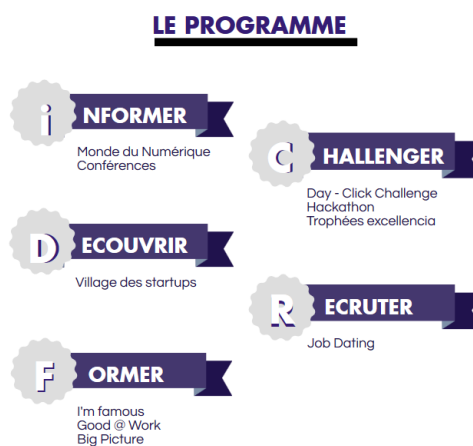 LE PROGRAMME
iNFORMER
Monde du Numérique
Conférences
DECOUVRIR
Village des startups
FORMER
I'm famous
Good @ Work
Big Picture
CHALLENGER
Day - Click Challenge
Hackathon
Trophées excellencia
RECRUTER
Job Dating